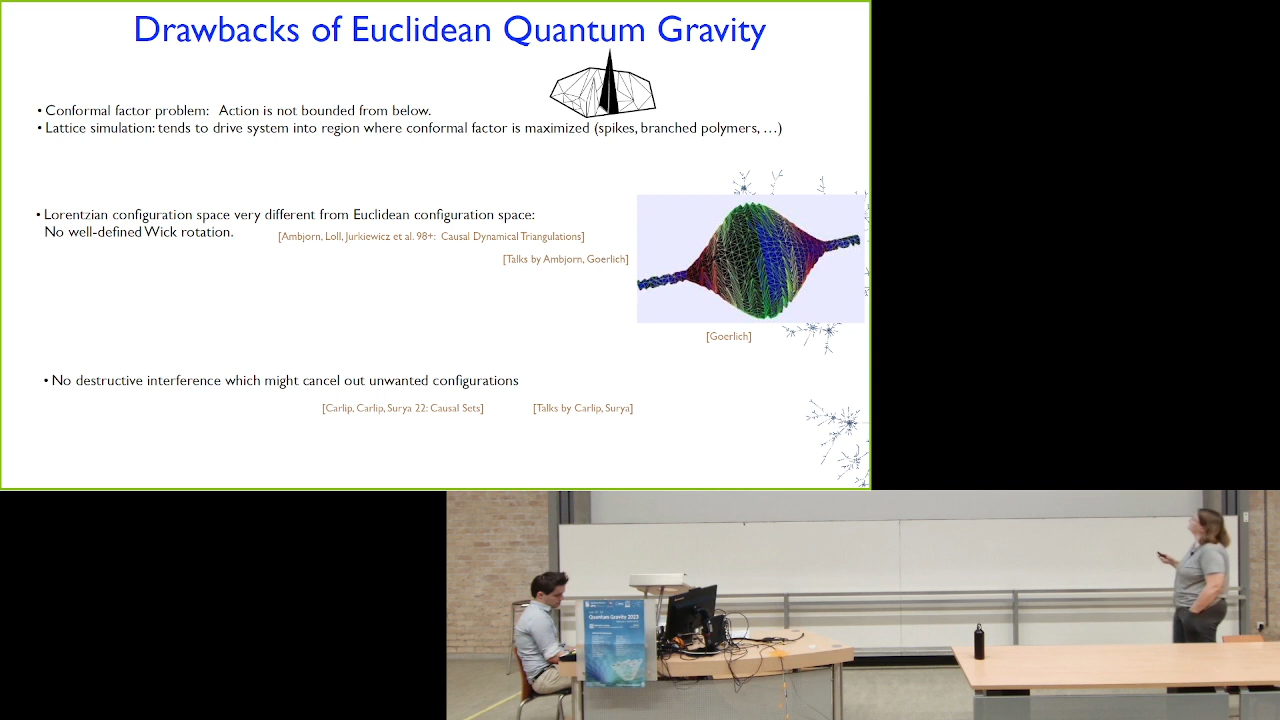 Drawbacks of Euclidean Quantum Gravity
• Conformal factor problem: Action is not bounded from below.
• Lattice simulation: tends to drive system into region where conformal factor is maximized (spikes, branched polymers, …)
• Lorentzian configuration space very different from Euclidean configuration space:
No well-defined Wick rotation.
[Ambjorn, Loll, Jurkiewicz et al. 98+: Causal Dynamical Triangulations]
[Talks by Ambjorn, Goerlich]
[Goerlich]
• No destructive interference which might cancel out unwanted configurations
[Carlip, Carlip, Surya 22: Causal Sets]
[Talks by Carlip, Surya]
Quantum Gravity 2023